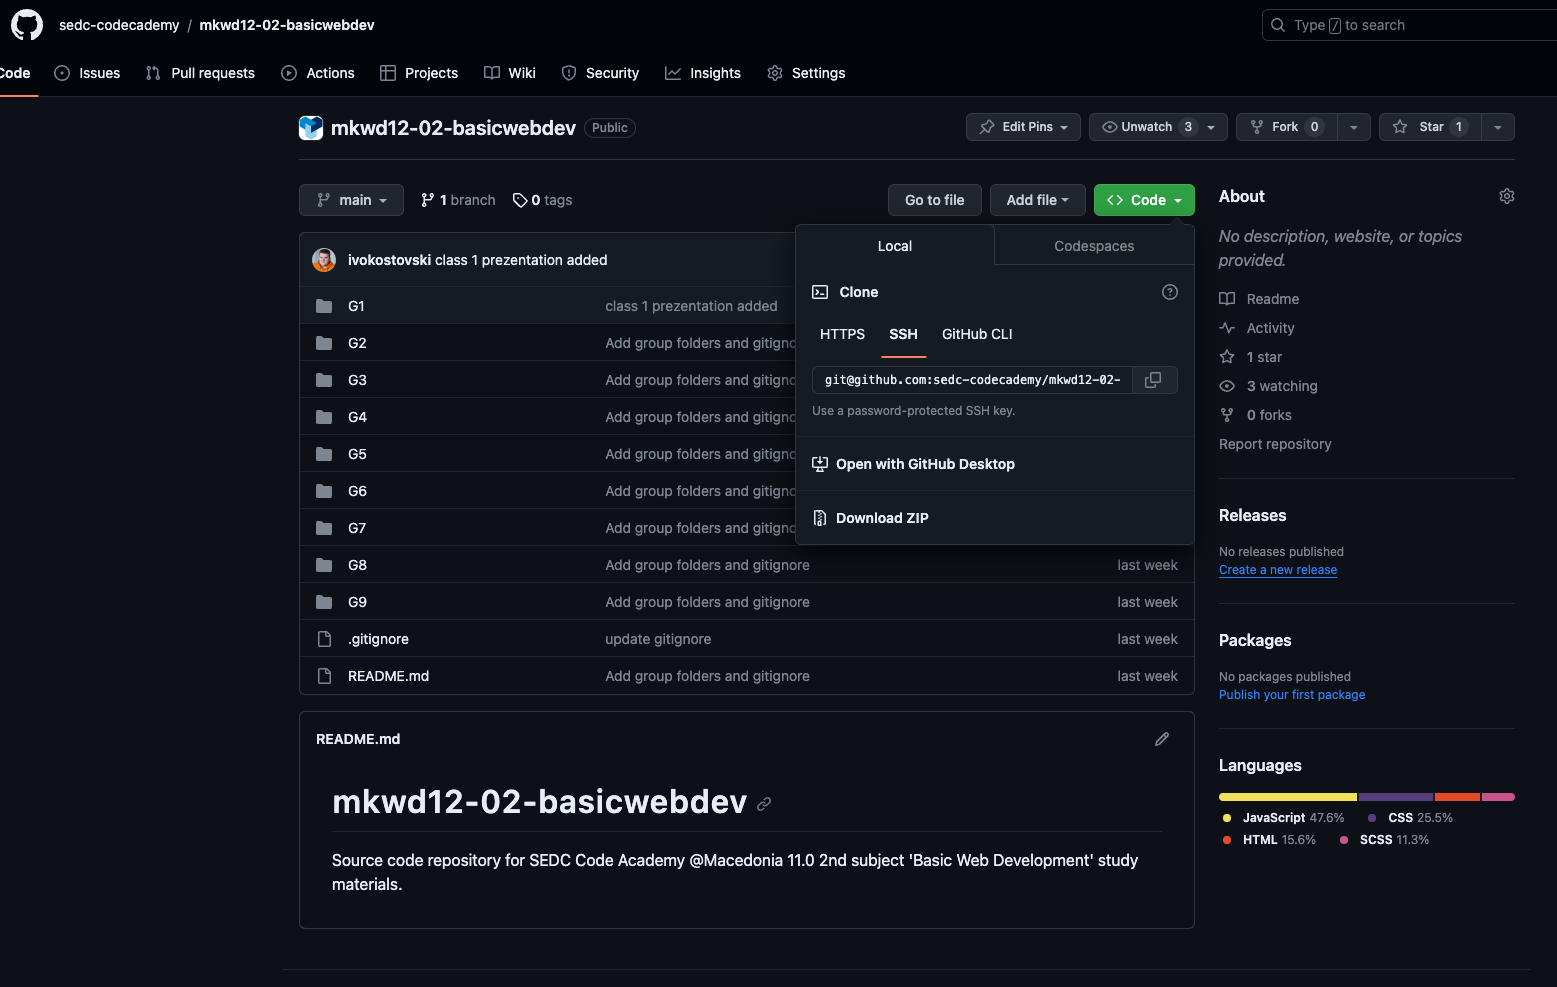 sedc-codecademy / mkwd12-02-basicwebdev
Type / to search
Code Issues Pull requests Actions Projects Wiki Security Insights Settings
mkwd12-02-basicwebdev Public
Edit Pins Unwatch 3 Fork 0 Star 1
main 1 branch 0 tags
Go to file Add file Code
ivokostovski class 1 prezentation added
G1 class 1 prezentation added
G2 Add group folders and gitigno
G3 Add group folders and gitigno
G4 Add group folders and gitigno
G5 Add group folders and gitigno
G6 Add group folders and gitigno
G7 Add group folders and gitigno
G8 Add group folders and gitignore last week
G9 Add group folders and gitignore last week
.gitignore update gitignore last week
README.md Add group folders and gitignore last week
Local Codespaces
Clone
HTTPS SSH GitHub CLI
git@github.com:sedc-codecademy/mkwd12-02-
Use a password-protected SSH key.
Open with GitHub Desktop
Download ZIP
README.md
mkwd12-02-basicwebdev
Source code repository for SEDC Code Academy @Macedonia 11.0 2nd subject 'Basic Web Development' study
materials.
About
No description, website, or topics
provided.
Readme
Activity
1 star
3 watching
0 forks
Report repository
Releases
No releases published
Create a new release
Packages
No packages published
Publish your first package
Languages
JavaScript 47.6% CSS 25.5%
HTML 15.6% SCSS 11.3%